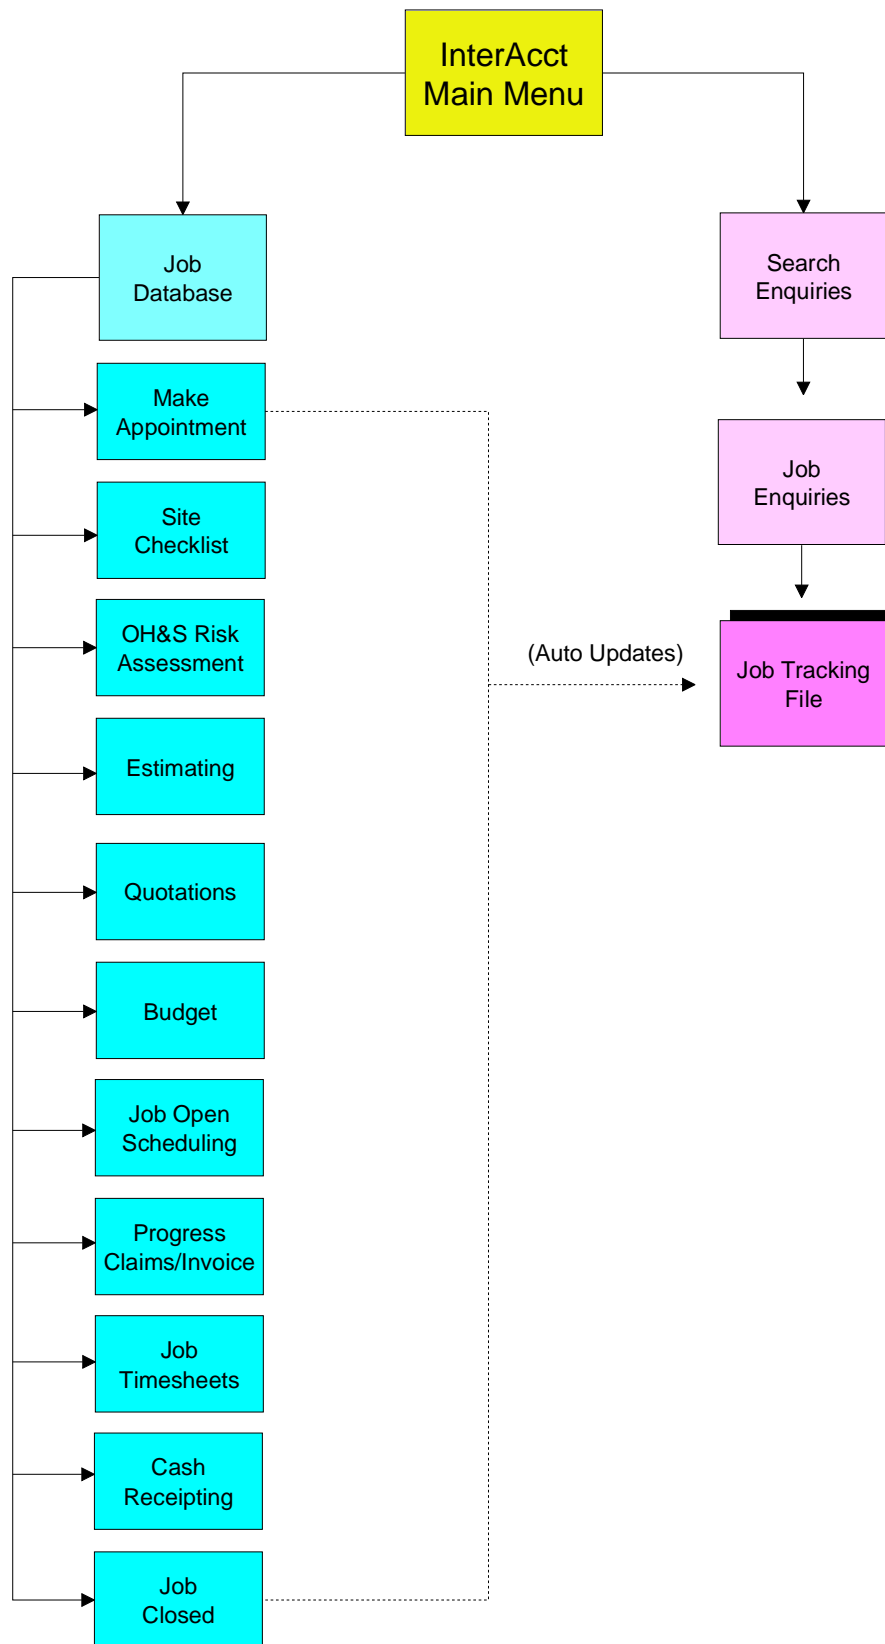 InterAcct
Main Menu
Job
Database
Search
Enquiries
Make
Appointment
Job
Enquiries
Site
Checklist
OH&S Risk
Assessment
(Auto Updates)
Job Tracking
File
Estimating
Quotations
Budget
Job Open
Scheduling
Progress
Claims/Invoice
Job
Timesheets
Cash
Receipting
Job
Closed